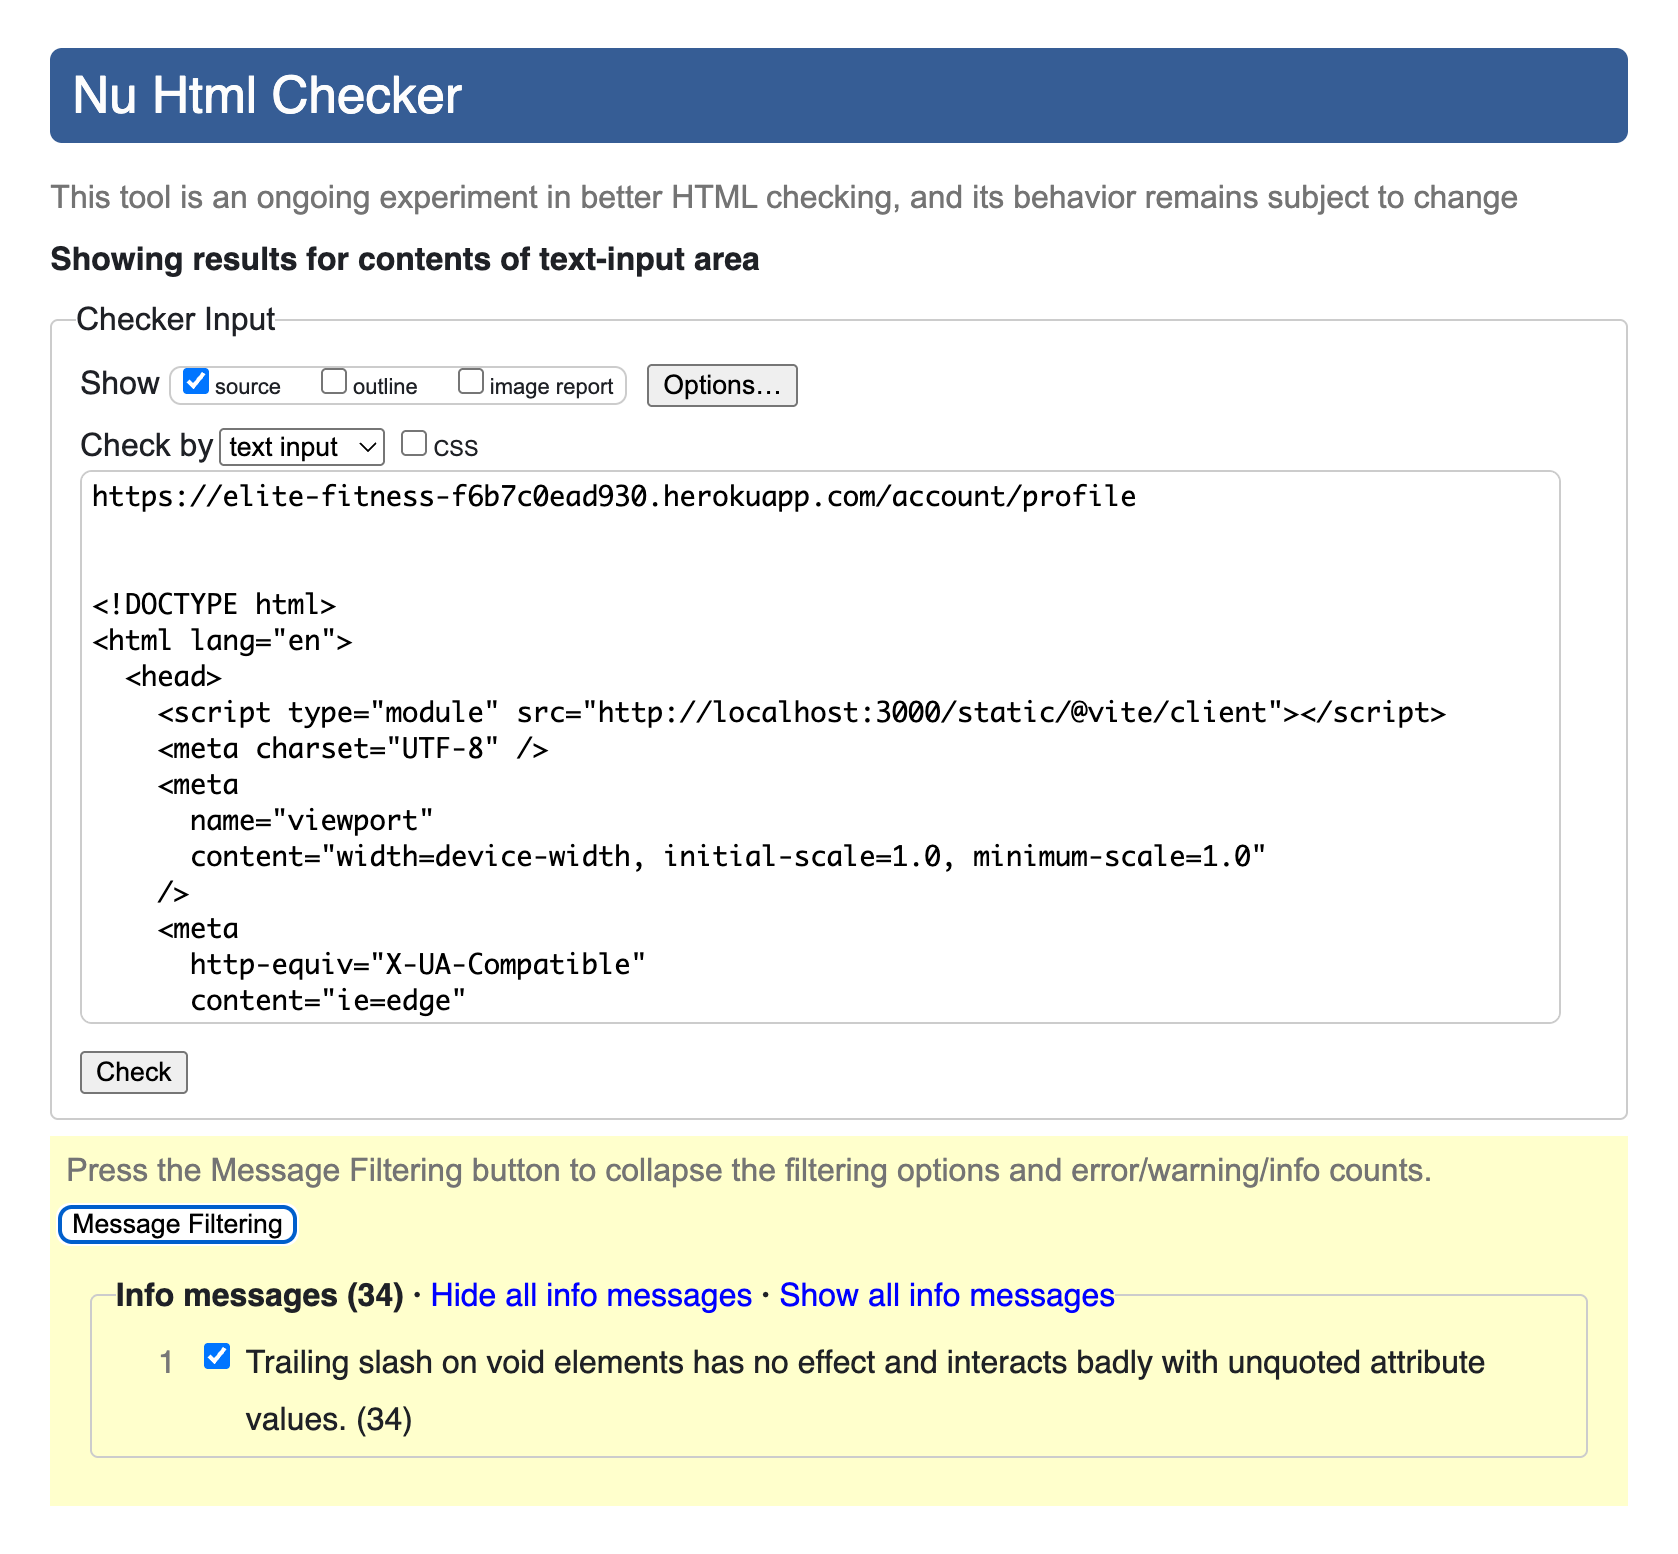 Nu Html Checker
This tool is an ongoing experiment in better HTML checking, and its behavior remains subject to change
Showing results for contents of text-input area
Checker Input
Show source outline image report Options...
Check by text input CSS
https://elite-fitness-f6b7c0ead930.herokuapp.com/account/profile
<!DOCTYPE html>
<html lang="en">
<head>
<script type="module" src="http://localhost:3000/static/@vite/client"></script>
<meta charset="UTF-8" />
<meta
name="viewport"
content="width=device-width, initial-scale=1.0, minimum-scale=1.0"
/>
<meta
http-equiv="X-UA-Compatible"
content="ie=edge"
Check
Press the Message Filtering button to collapse the filtering options and error/warning/info counts.
Message Filtering
Info messages (34) · Hide all info messages · Show all info messages
1 Trailing slash on void elements has no effect and interacts badly with unquoted attribute
values. (34)